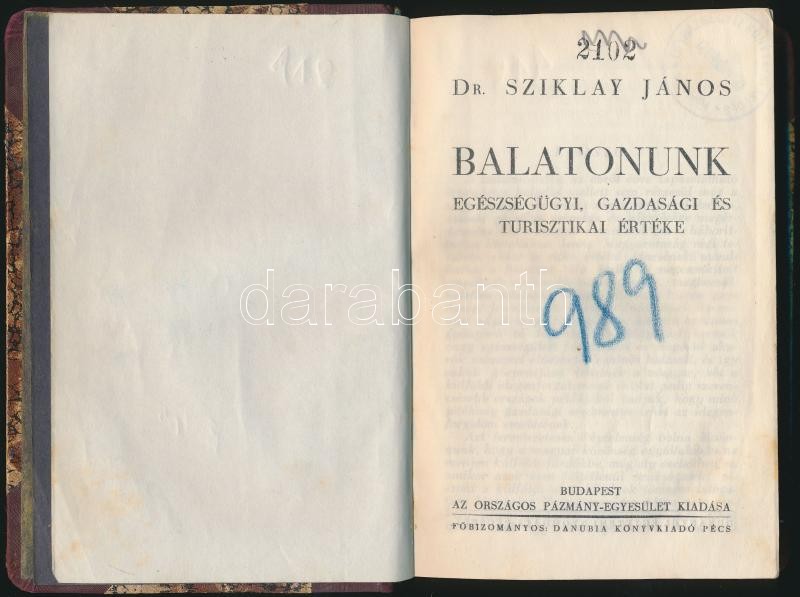 2102
DR. SZIKLAY JÁNOS
BALATONUNK
EGÉSZSÉGÜGYI, GAZDASÁGI ÉS
TURISZTIKAI ÉRTÉKE
darabanth
989
BUDAPEST
AZ ORSZÁGOS PÁZMÁNY-EGYESÜLET KIADÁSA
FŐBIZOMÁNYOS: DANUBIA KÖNYVKIADÓ PÉCS